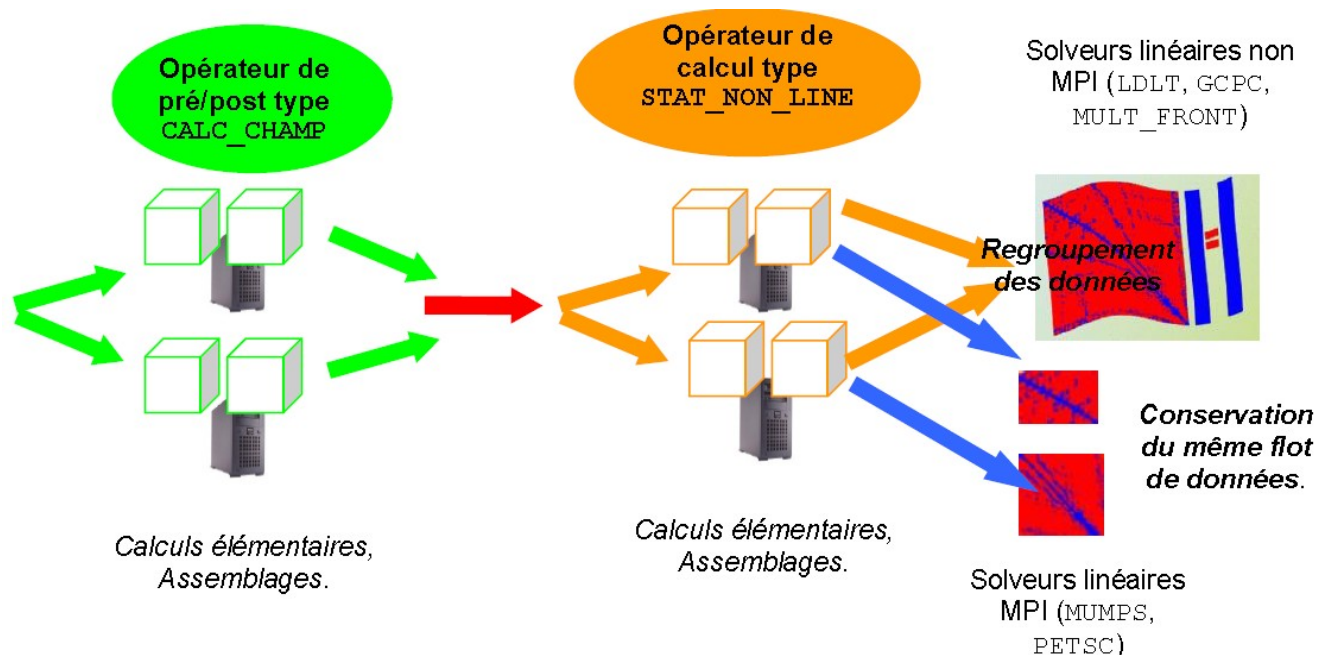 Opérateur de
pré/post type
CALC_CHAMP
Opérateur de
calcul type
STAT_NON_LINE
Solveurs linéaires non
MPI (LDLT, GCPC,
MULT_FRONT)
Regroupement
des données
Conservation
du même flot
de données.
Calculs élémentaires,
Assemblages.
Calculs élémentaires,
Assemblages.
Solveurs linéaires
MPI (MUMPS,
PETSC)